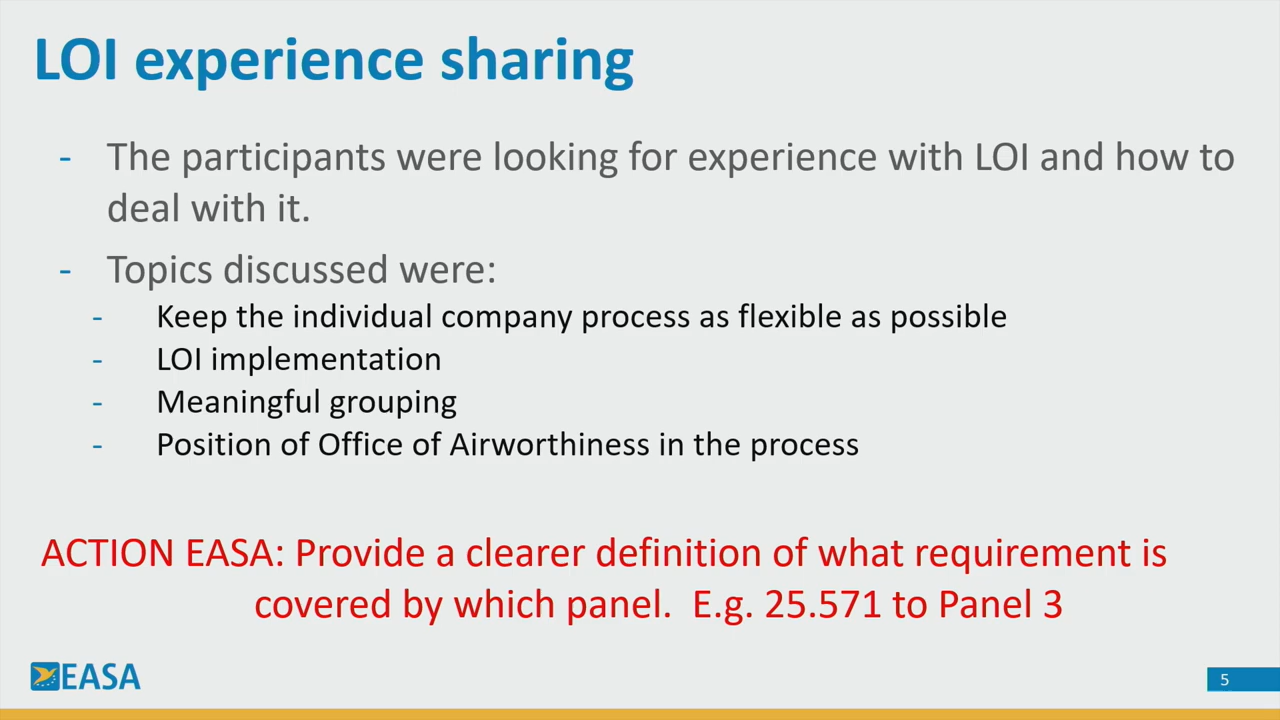 LOI experience sharing
- The participants were looking for experience with LOI and how to
deal with it.
- Topics discussed were:
- Keep the individual company process as flexible as possible
- LOI implementation
- Meaningful grouping
- Position of Office of Airworthiness in the process
ACTION EASA: Provide a clearer definition of what requirement is
covered by which panel. E.g. 25.571 to Panel 3
EASA
5